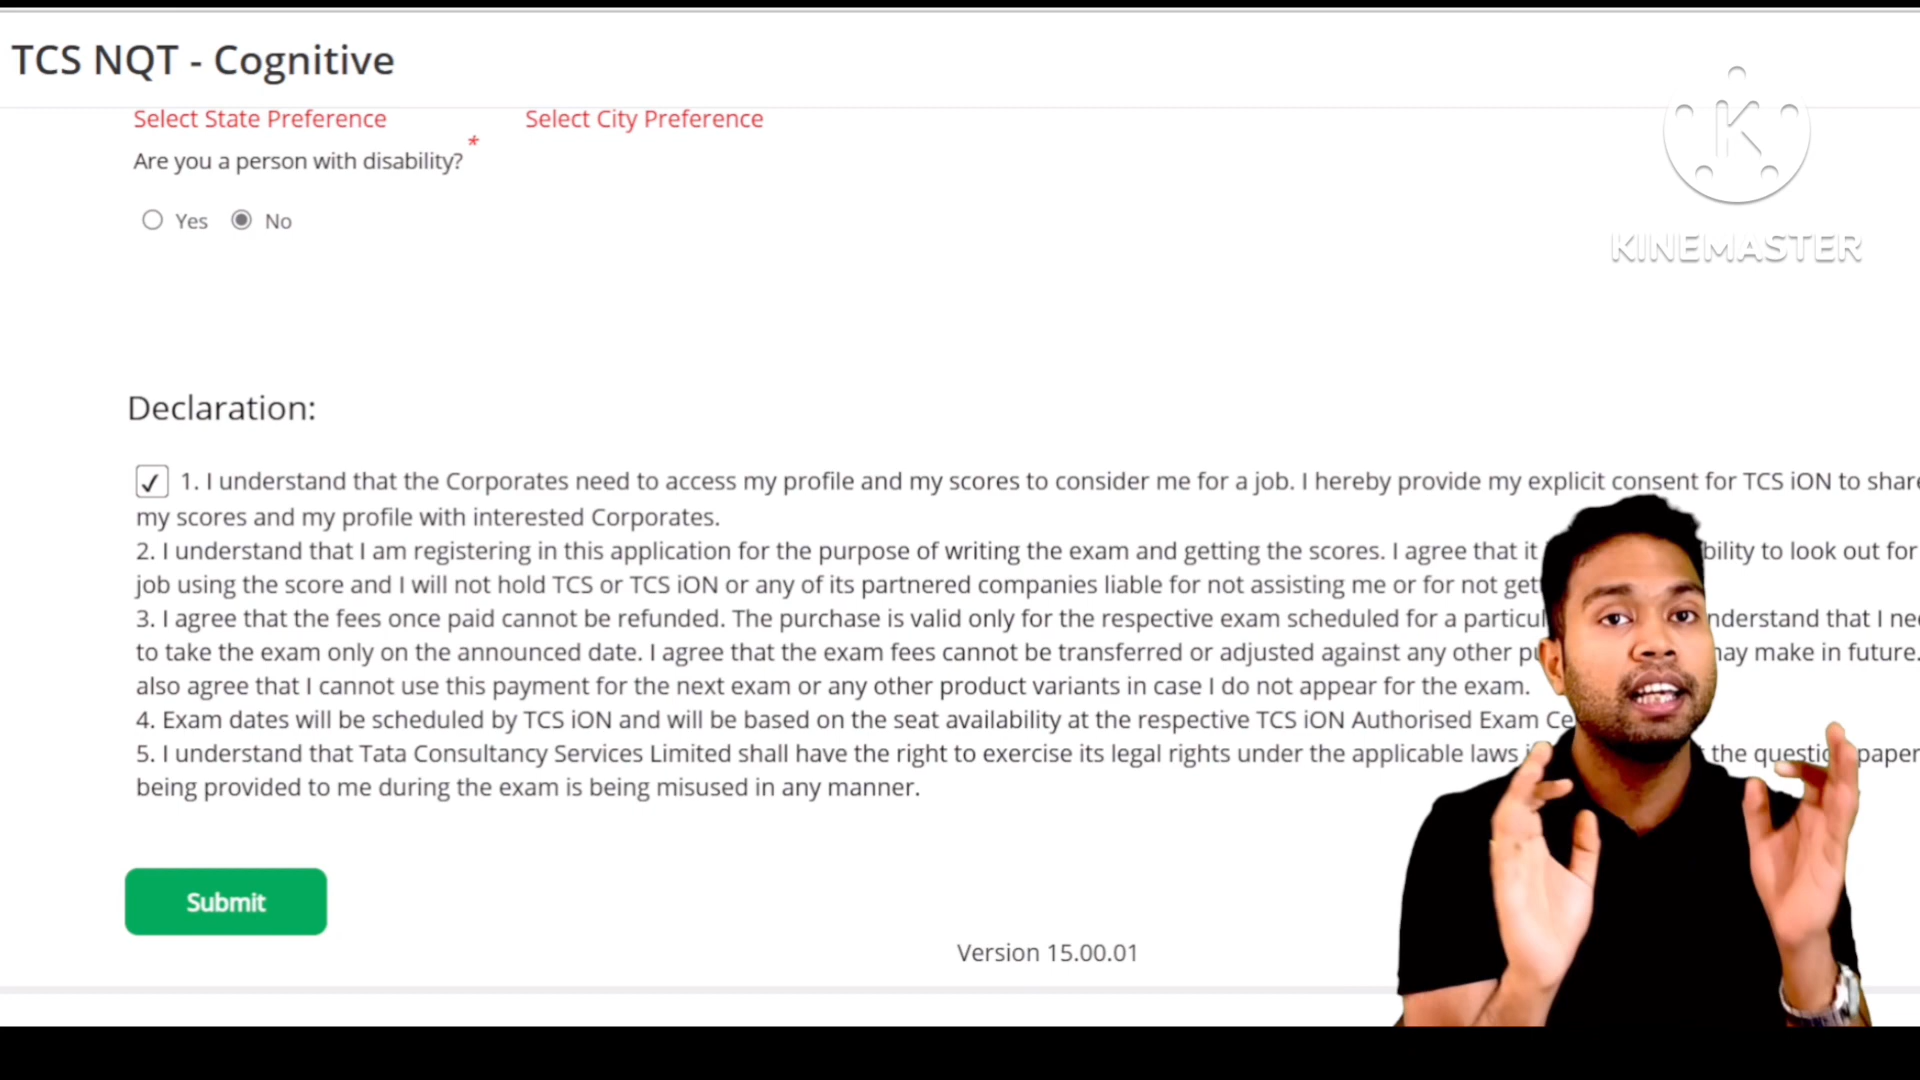 TCS NQT - Cognitive
Select State Preference Select City Preference
Are you a person with disability? *
Yes No
KINEMASTER
Declaration:
1. I understand that the Corporates need to access my profile and my scores to consider me for a job. I hereby provide my explicit consent for TCS iON to share
my scores and my profile with interested Corporates.
2. I understand that I am registering in this application for the purpose of writing the exam and getting the scores. I agree that it bility to look out for
job using the score and I will not hold TCS or TCS iON or any of its partnered companies liable for not assisting me or for not get
3. I agree that the fees once paid cannot be refunded. The purchase is valid only for the respective exam scheduled for a particul nderstand that I nee
to take the exam only on the announced date. I agree that the exam fees cannot be transferred or adjusted against any other pu may make in future.
also agree that I cannot use this payment for the next exam or any other product variants in case I do not appear for the exam.
4. Exam dates will be scheduled by TCS iON and will be based on the seat availability at the respective TCS iON Authorised Exam Ce
5. I understand that Tata Consultancy Services Limited shall have the right to exercise its legal rights under the applicable laws the questio paper
being provided to me during the exam is being misused in any manner.
Submit
Version 15.00.01